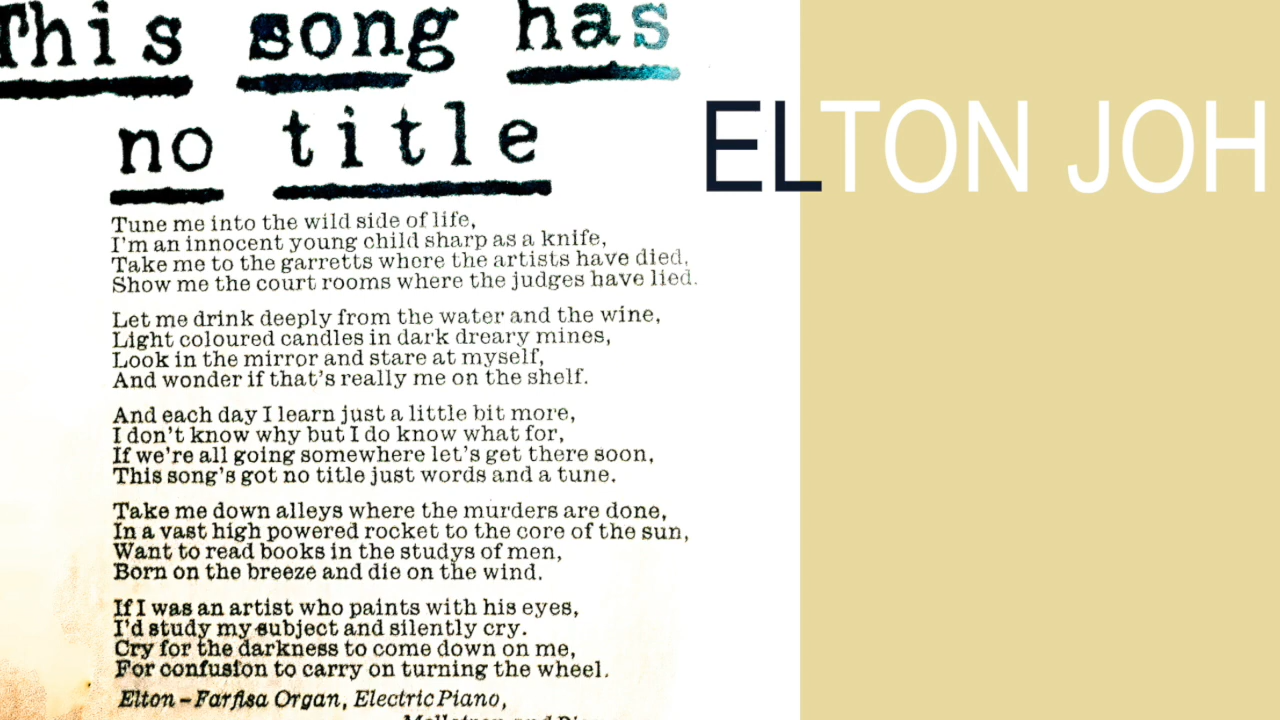 This song has
no title
ELTON JOH
Tune me into the wild side of life,
I'm an innocent young child sharp as a knife,
Take me to the garretts where the artists have died,
Show me the court rooms where the judges have lied.
Let me drink deeply from the water and the wine,
Light coloured candles in dark dreary mines,
Look in the mirror and stare at myself,
And wonder if that's really me on the shelf.
And each day I learn just a little bit more,
I don't know why but I do know what for,
If we're all going somewhere let's get there soon,
This song's got no title just words and a tune.
Take me down alleys where the murders are done,
In a vast high powered rocket to the core of the sun,
Want to read books in the studys of men,
Born on the breeze and die on the wind.
If I was an artist who paints with his eyes,
I'd study my subject and silently cry.
Cry for the darkness to come down on me,
For confusion to carry on turning the wheel.
Elton – Farfisa Organ, Electric Piano,